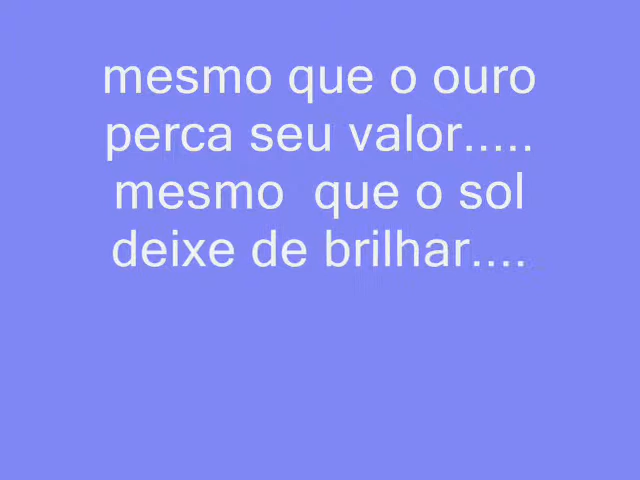 mesmo que o ouro
perca seu valor.....
mesmo  que o sol
deixe de brilhar....